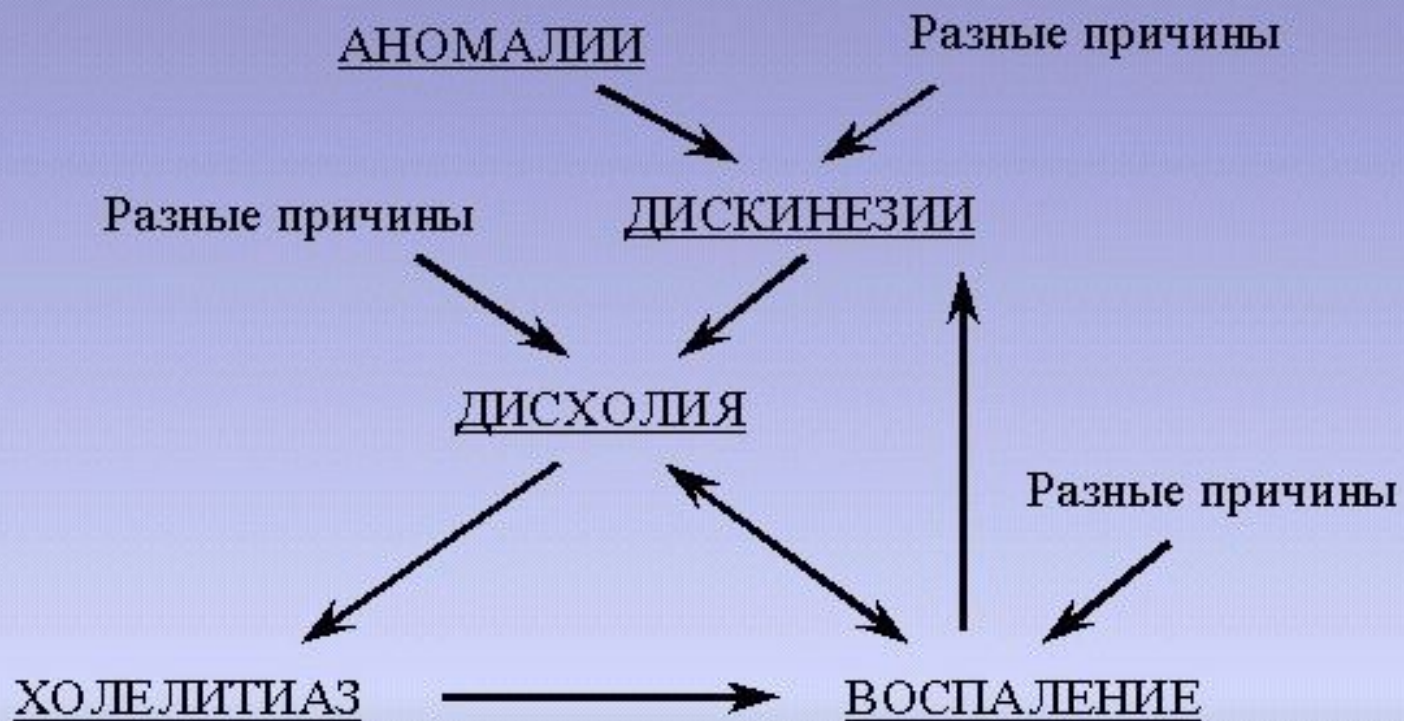 АНОМАЛИИ
Разные причины
Разные причины
ДИСКИНЕЗИИ
ДИСХОЛИЯ
Разные причины
ХОЛЕЛИТИАЗ
ВОСПАЛЕНИЕ